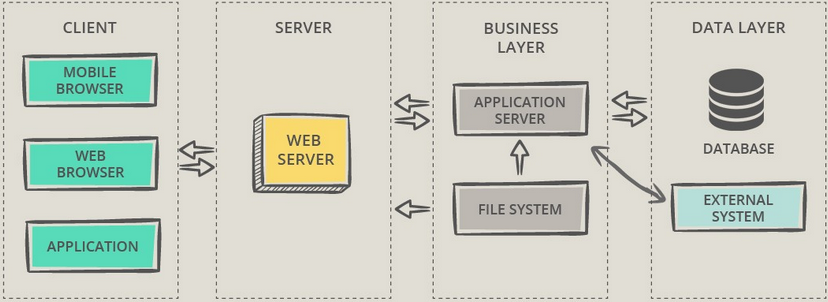 CLIENT
MOBILE
BROWSER
WEB
BROWSER
APPLICATION
SERVER
WEB
SERVER
BUSINESS
LAYER
APPLICATION
SERVER
FILE SYSTEM
DATA LAYER
DATABASE
EXTERNAL
SYSTEM